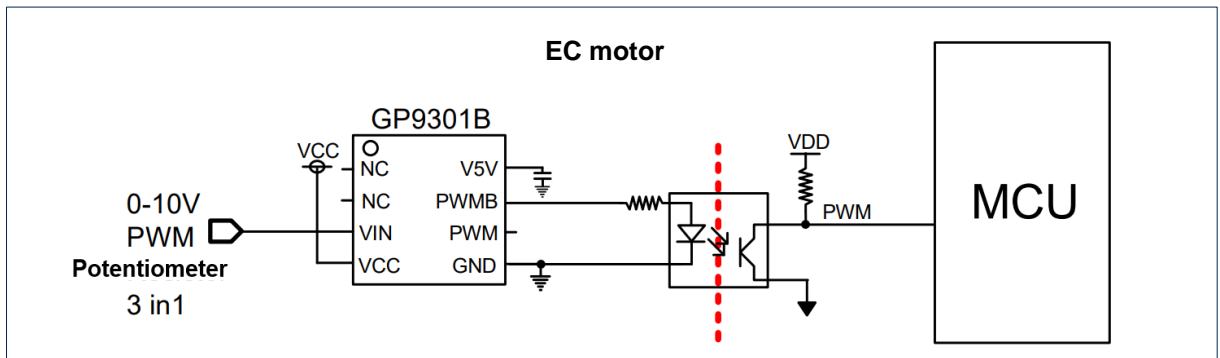 EC motor
GP9301B
VCC
NC
NC
VIN
VCC
V5V
PWMB
PWM
GND
0-10V
PWM
Potentiometer
3 in1
VDD
PWM
MCU